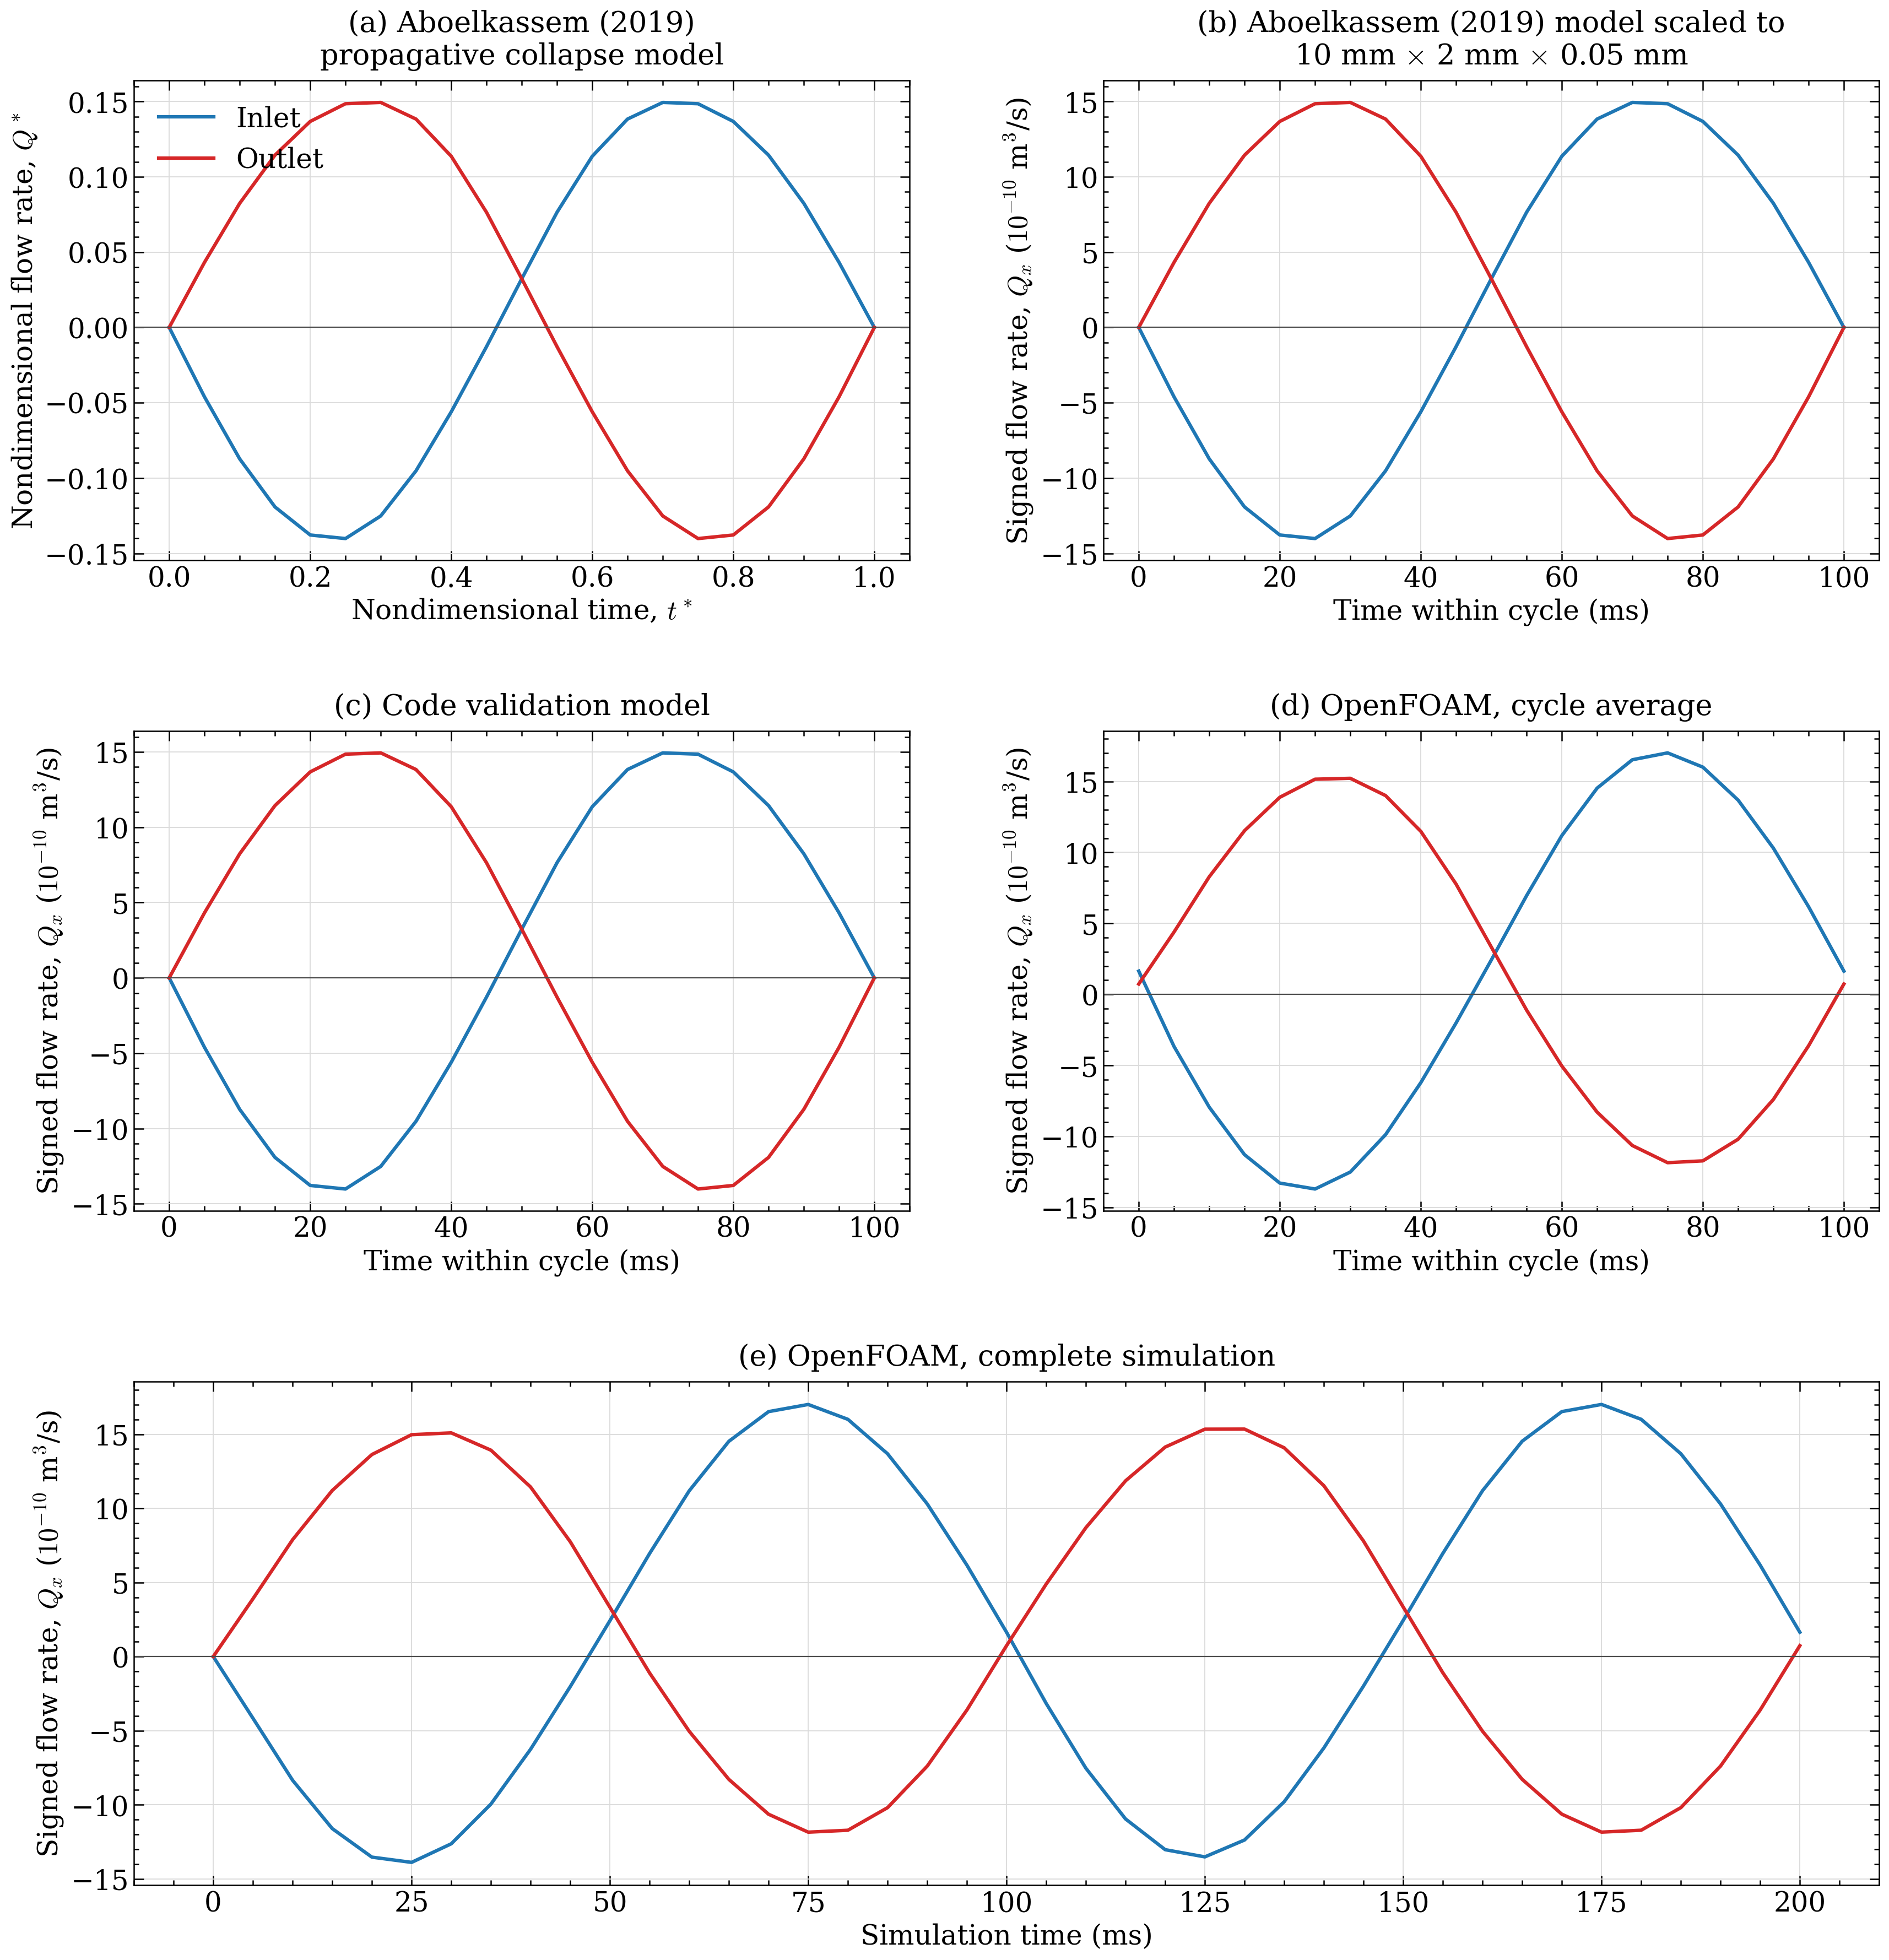 (a) Aboelkassem (2019)
propagative collapse model
Nondimensional flow rate, Q*
0.15
0.10
0.05
0.00
−0.05
−0.10
−0.15
Inlet
Outlet
0.0 0.2 0.4 0.6 0.8 1.0
Nondimensional time, t*
(b) Aboelkassem (2019) model scaled to
10 mm × 2 mm × 0.05 mm
Signed flow rate, Qₓ (10⁻¹⁰ m³/s)
15
10
5
0
−5
−10
−15
0 20 40 60 80 100
Time within cycle (ms)
(c) Code validation model
Signed flow rate, Qₓ (10⁻¹⁰ m³/s)
15
10
5
0
−5
−10
−15
0 20 40 60 80 100
Time within cycle (ms)
(d) OpenFOAM, cycle average
Signed flow rate, Qₓ (10⁻¹⁰ m³/s)
15
10
5
0
−5
−10
−15
0 20 40 60 80 100
Time within cycle (ms)
(e) OpenFOAM, complete simulation
Signed flow rate, Qₓ (10⁻¹⁰ m³/s)
15
10
5
0
−5
−10
−15
0 25 50 75 100 125 150 175 200
Simulation time (ms)